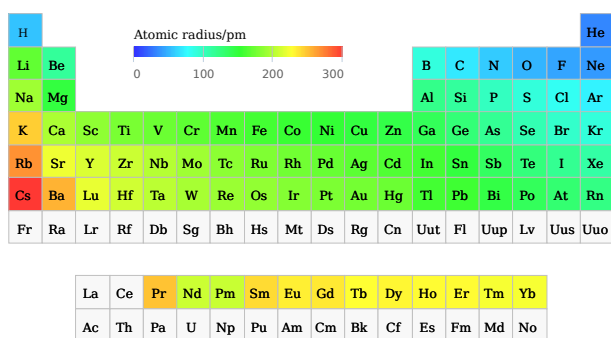 H He
Atomic radius/pm
0 100 200 300
Li Be B C N O F Ne
Na Mg Al Si P S Cl Ar
K Ca Sc Ti V Cr Mn Fe Co Ni Cu Zn Ga Ge As Se Br Kr
Rb Sr Y Zr Nb Mo Tc Ru Rh Pd Ag Cd In Sn Sb Te I Xe
Cs Ba Lu Hf Ta W Re Os Ir Pt Au Hg Tl Pb Bi Po At Rn
Fr Ra Lr Rf Db Sg Bh Hs Mt Ds Rg Cn Uut Fl Uup Lv Uus Uuo
La Ce Pr Nd Pm Sm Eu Gd Tb Dy Ho Er Tm Yb
Ac Th Pa U Np Pu Am Cm Bk Cf Es Fm Md No